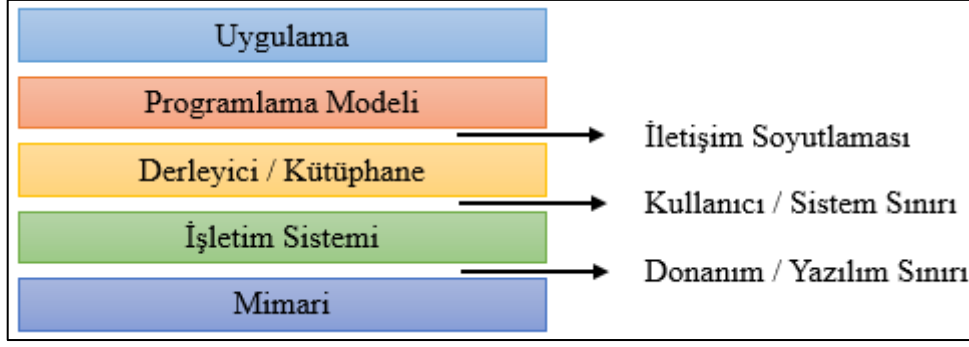 Uygulama
Programlama Modeli
İletişim Soyutlaması
Derleyici / Kütüphane
Kullanıcı / Sistem Sınırı
İşletim Sistemi
Donanım / Yazılım Sınırı
Mimari